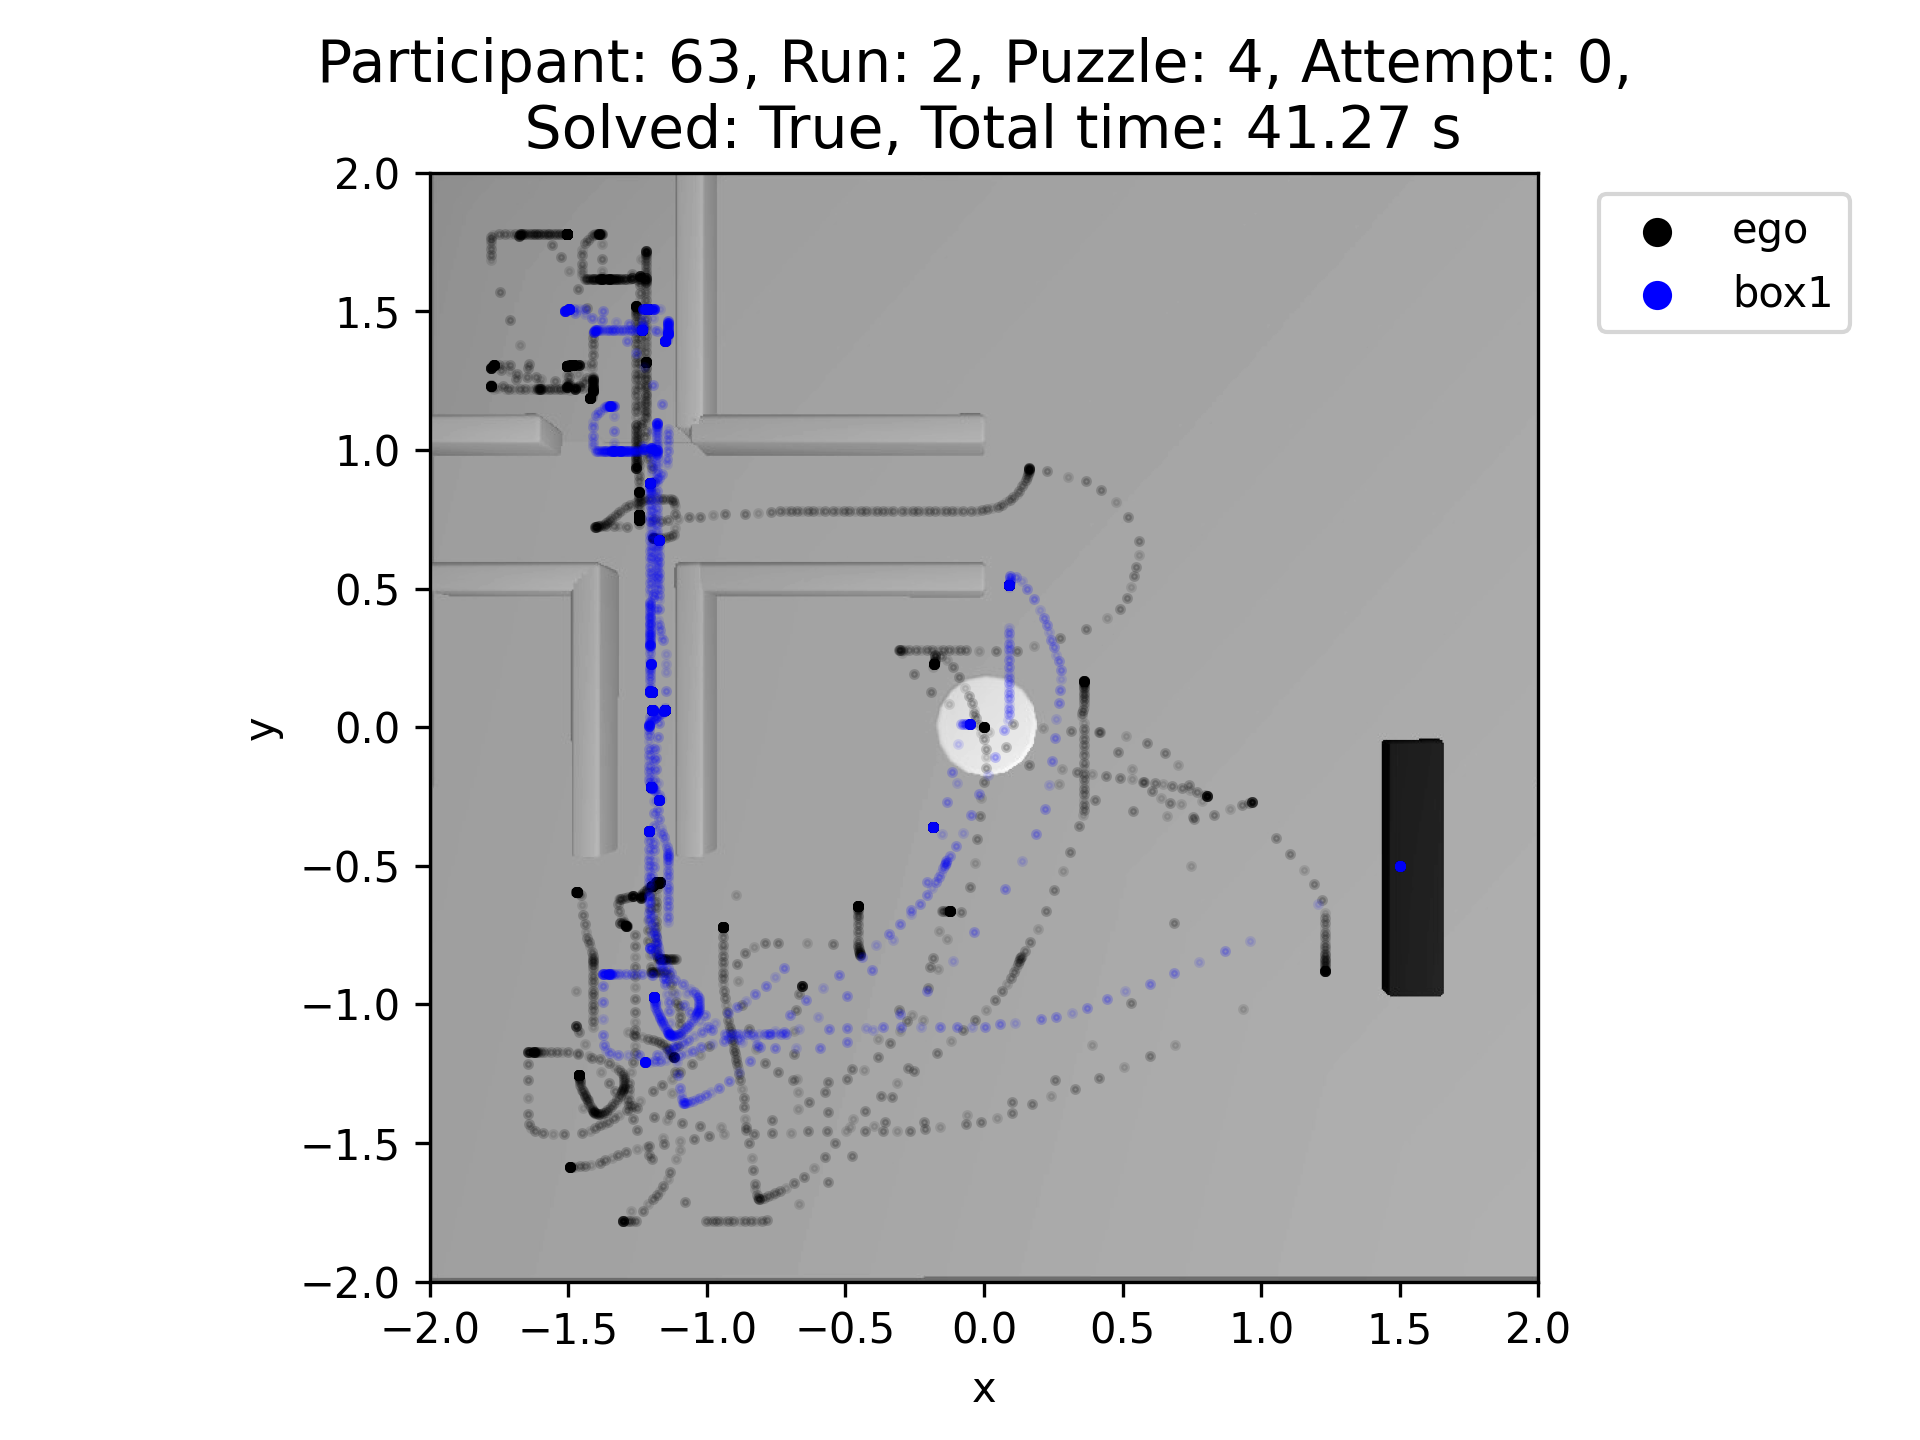 Participant: 63, Run: 2, Puzzle: 4, Attempt: 0,
Solved: True, Total time: 41.27 s
ego
box1
2.0
1.5
1.0
0.5
0.0
−0.5
−1.0
−1.5
−2.0
y
−2.0 −1.5 −1.0 −0.5 0.0 0.5 1.0 1.5 2.0
x